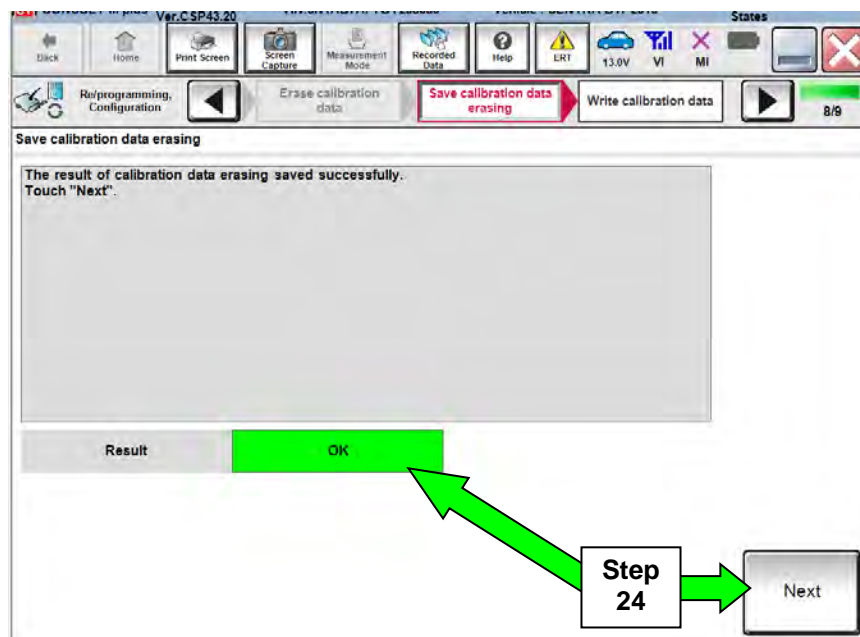 Ver.CSP43.20
States
Back
Home
Print Screen
Screen Capture
Measurement Mode
Recorded Data
Help
ERT
13.0V
VI
MI
Re/programming, Configuration
Erase calibration data
Save calibration data erasing
Write calibration data
8/9
Save calibration data erasing
The result of calibration data erasing saved successfully.
Touch "Next".
Result
OK
Step
24
Next